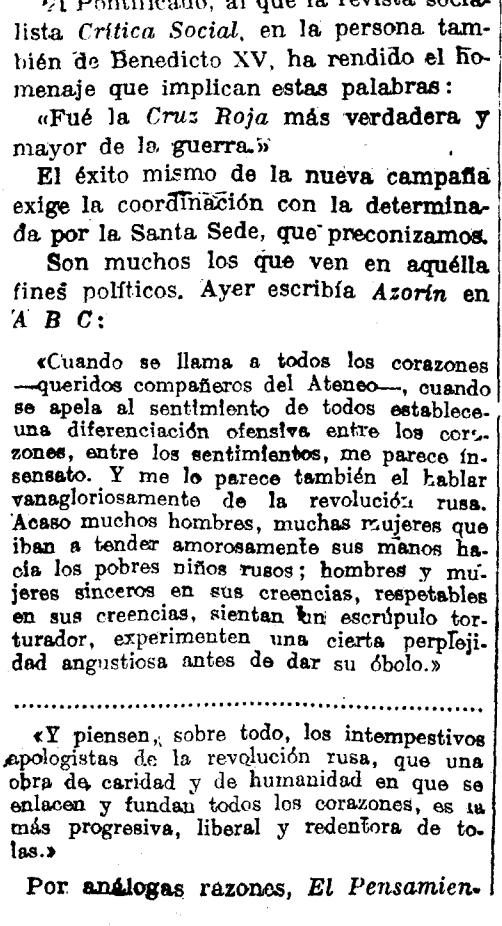 El Pontificado, al que la revista socia-
lista Crítica Social, en la persona tam-
bién de Benedicto XV, ha rendido el ho-
menaje que implican estas palabras:
«Fué la Cruz Roja más verdadera y
mayor de la guerra.»
El éxito mismo de la nueva campaña
exige la coordinación con la determina-
da por la Santa Sede, que preconizamos.
Son muchos los que ven en aquélla
fines políticos. Ayer escribía Azorín en
A B C:
«Cuando se llama a todos los corazones
—queridos compañeros del Ateneo—, cuando
se apela al sentimiento de todos establece-
una diferenciación ofensiva entre los cora-
zones, entre los sentimientos, me parece in-
sensato. Y me lo parece también el hablar
vanagloriosamente de la revolución rusa.
Acaso muchos hombres, muchas mujeres que
iban a tender amorosamente sus manos ha-
cia los pobres niños rusos; hombres y mu-
jeres sinceros en sus creencias, respetables
en sus creencias, sientan un escrúpulo tor-
turador, experimenten una cierta perpleji-
dad angustiosa antes de dar su óbolo.»
«Y piensen, sobre todo, los intempestivos
apologistas de la revolución rusa, que una
obra de caridad y de humanidad en que se
enlacen y fundan todos los corazones, es la
más progresiva, liberal y redentora de to-
las.»
Por análogas razones, El Pensamien-